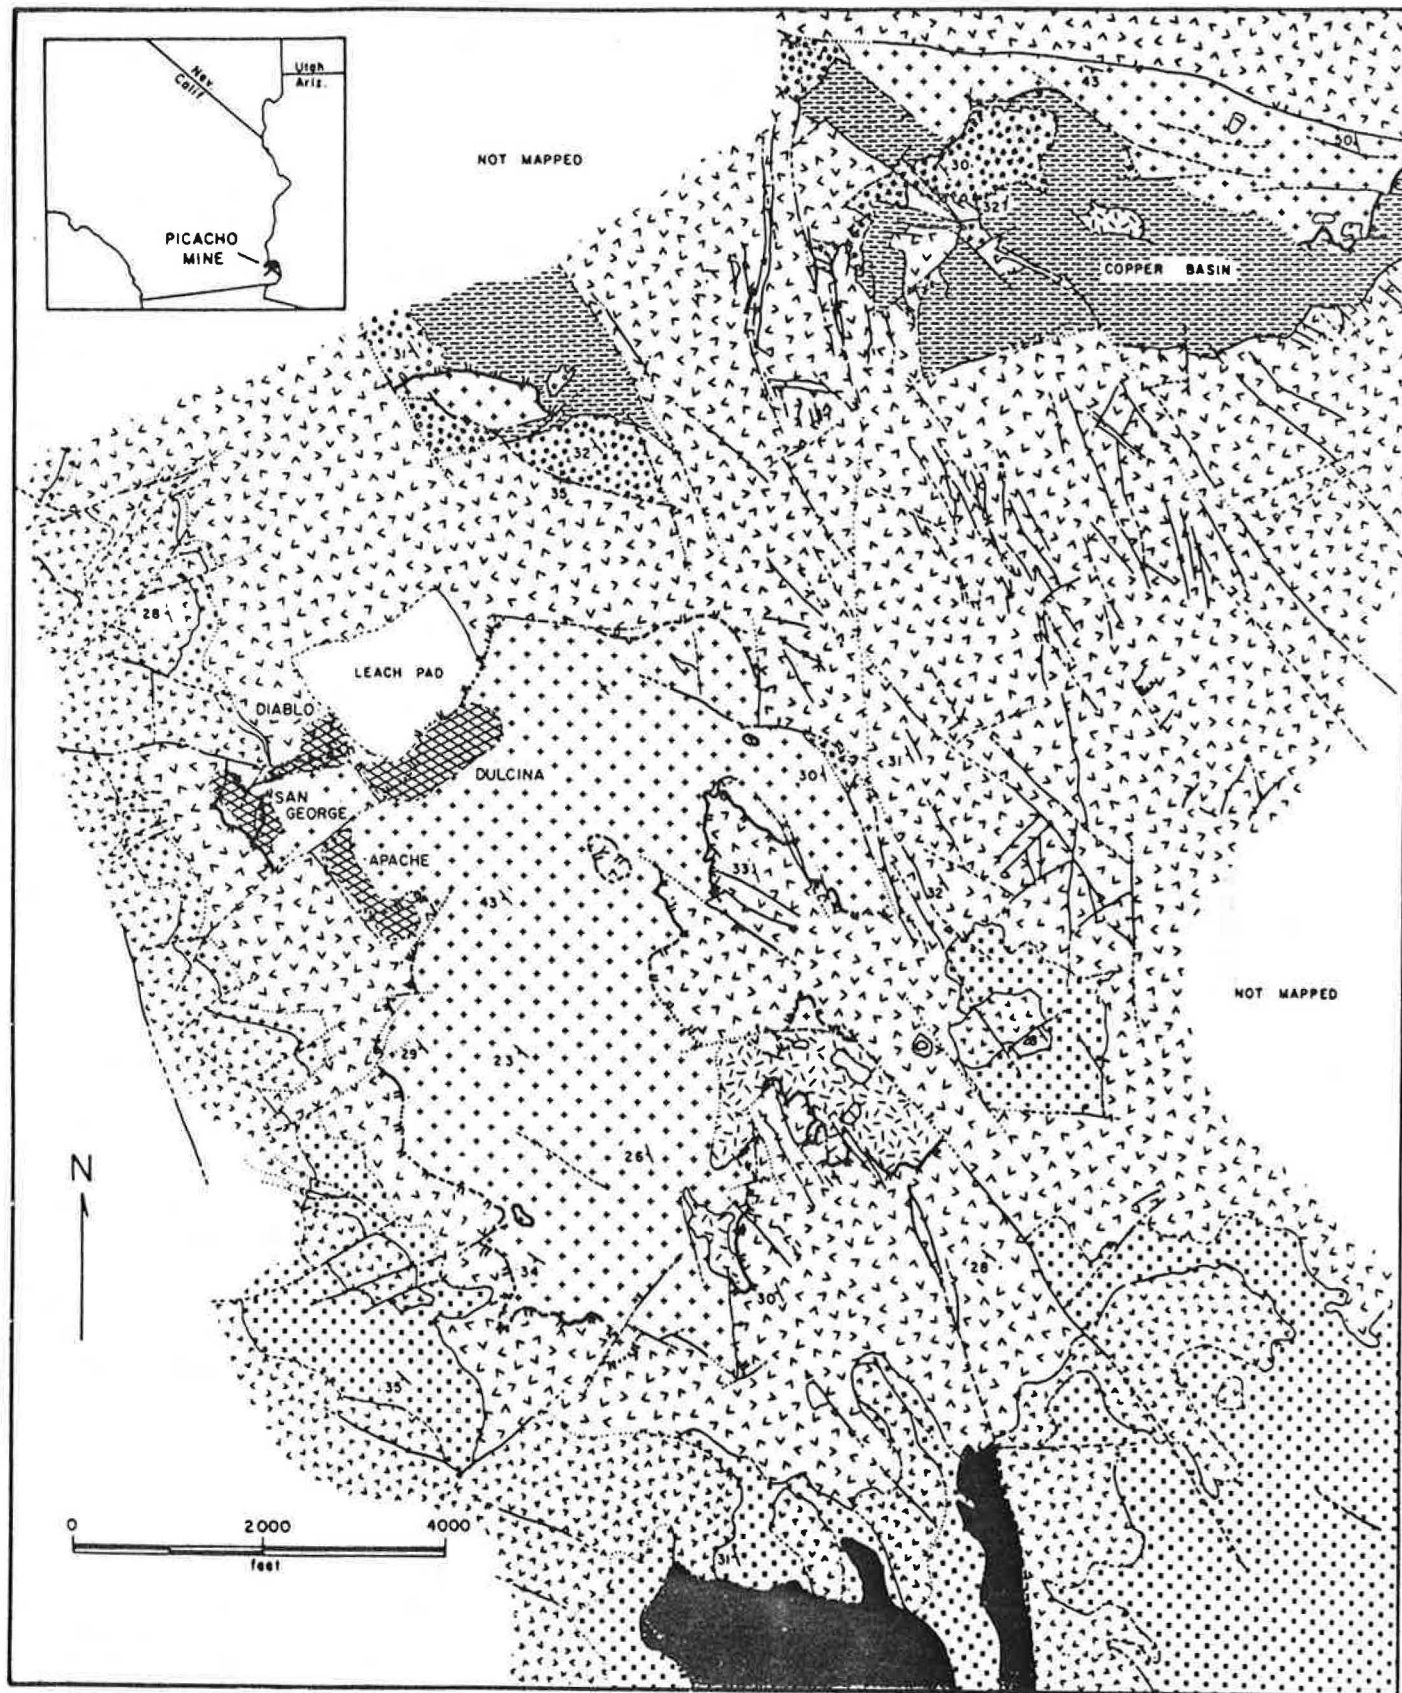 Nev.
Calif.
Utah
Ariz.
PICACHO
MINE
NOT MAPPED
43
50
30
32
COPPER BASIN
31
32
35
28
LEACH PAD
DIABLO
DULCINA
SAN
GEORGE
APACHE
30
31
33
32
43
NOT MAPPED
28
29
23
26
N
34
28
30
35
0 2000 4000
feet
31